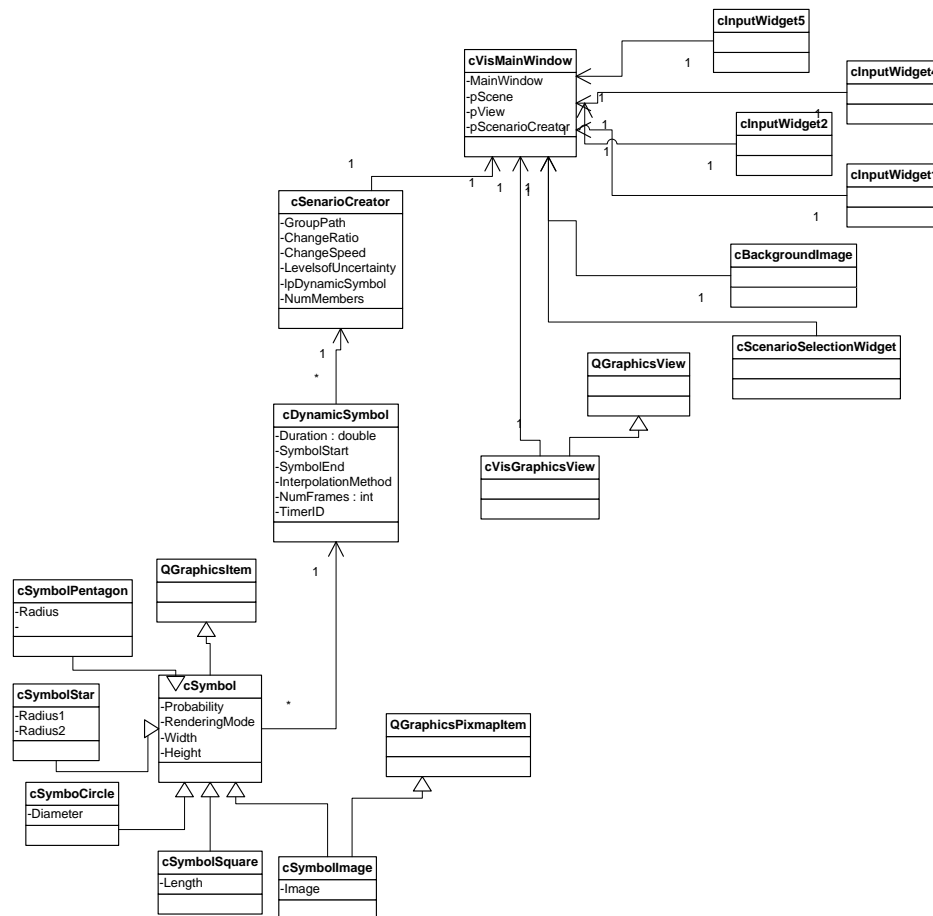 cInputWidget5
cVisMainWindow
-MainWindow
-pScene
-pView
-pScenarioCreator
1
1
cInputWidget4
1
1
1
cInputWidget2
1
1
1
cInputWidget1
1
1
1
1
1
1
cSenarioCreator
-GroupPath
-ChangeRatio
-ChangeSpeed
-LevelsofUncertainty
-lpDynamicSymbol
-NumMembers
cBackgroundImage
1
cScenarioSelectionWidget
1
*
QGraphicsView
cDynamicSymbol
-Duration : double
-SymbolStart
-SymbolEnd
-InterpolationMethod
-NumFrames : int
-TimerID
1
cVisGraphicsView
1
QGraphicsItem
cSymbolPentagon
-Radius
-
cSymbol
-Probability
-RenderingMode
-Width
-Height
*
cSymbolStar
-Radius1
-Radius2
QGraphicsPixmapItem
cSymboCircle
-Diameter
cSymbolSquare
-Length
cSymbolImage
-Image